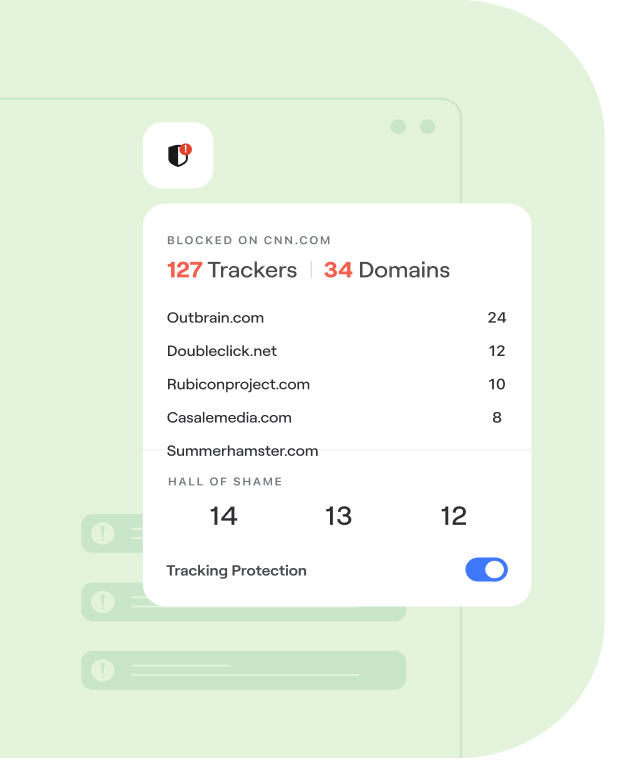 BLOCKED ON CNN.COM
127 Trackers | 34 Domains
Outbrain.com 24
Doubleclick.net 12
Rubiconproject.com 10
Casalemedia.com 8
Summerhamster.com
HALL OF SHAME
14 13 12
Tracking Protection